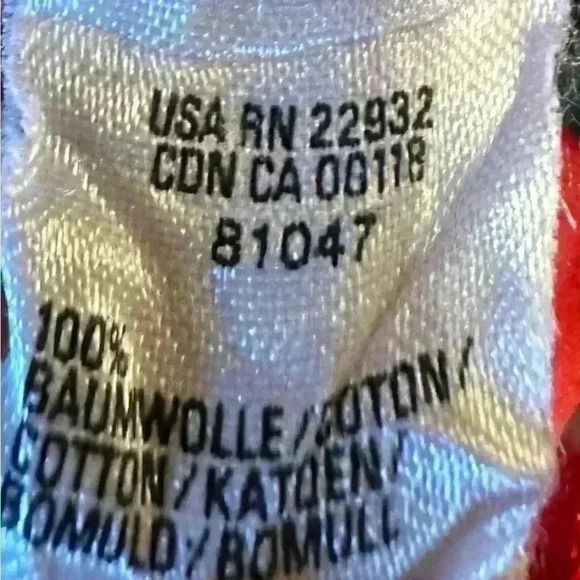 USA RN 22932
CDN CA 00118
81047
100%
BAUMWOLLE/COTON/
COTTON/KATOEN/
BOMULD/BOMULL